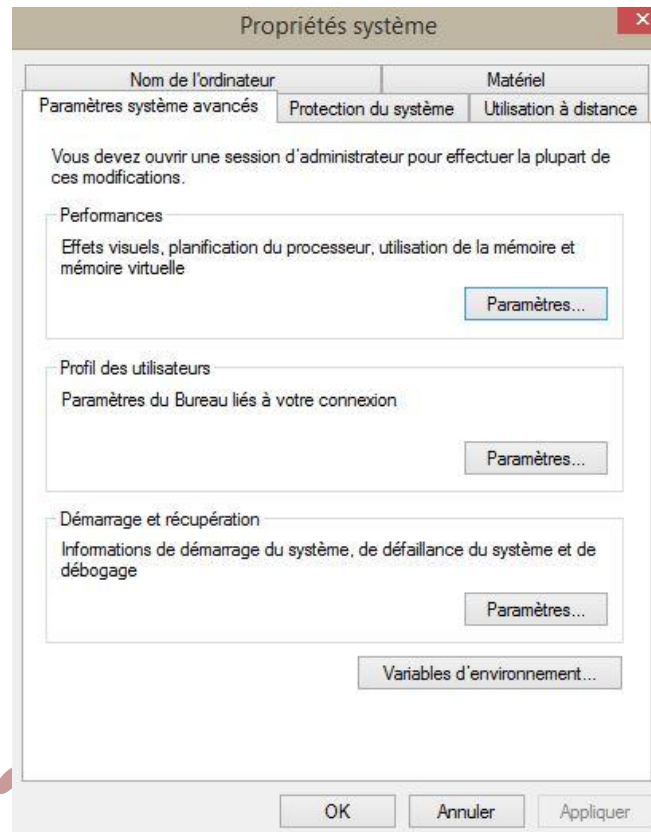 Propriétés système
Nom de l'ordinateur
Matériel
Paramètres système avancés
Protection du système
Utilisation à distance
Vous devez ouvrir une session d'administrateur pour effectuer la plupart de
ces modifications.
Performances
Effets visuels, planification du processeur, utilisation de la mémoire et
mémoire virtuelle
Paramètres...
Profil des utilisateurs
Paramètres du Bureau liés à votre connexion
Paramètres...
Démarrage et récupération
Informations de démarrage du système, de défaillance du système et de
débogage
Paramètres...
Variables d'environnement...
OK
Annuler
Appliquer